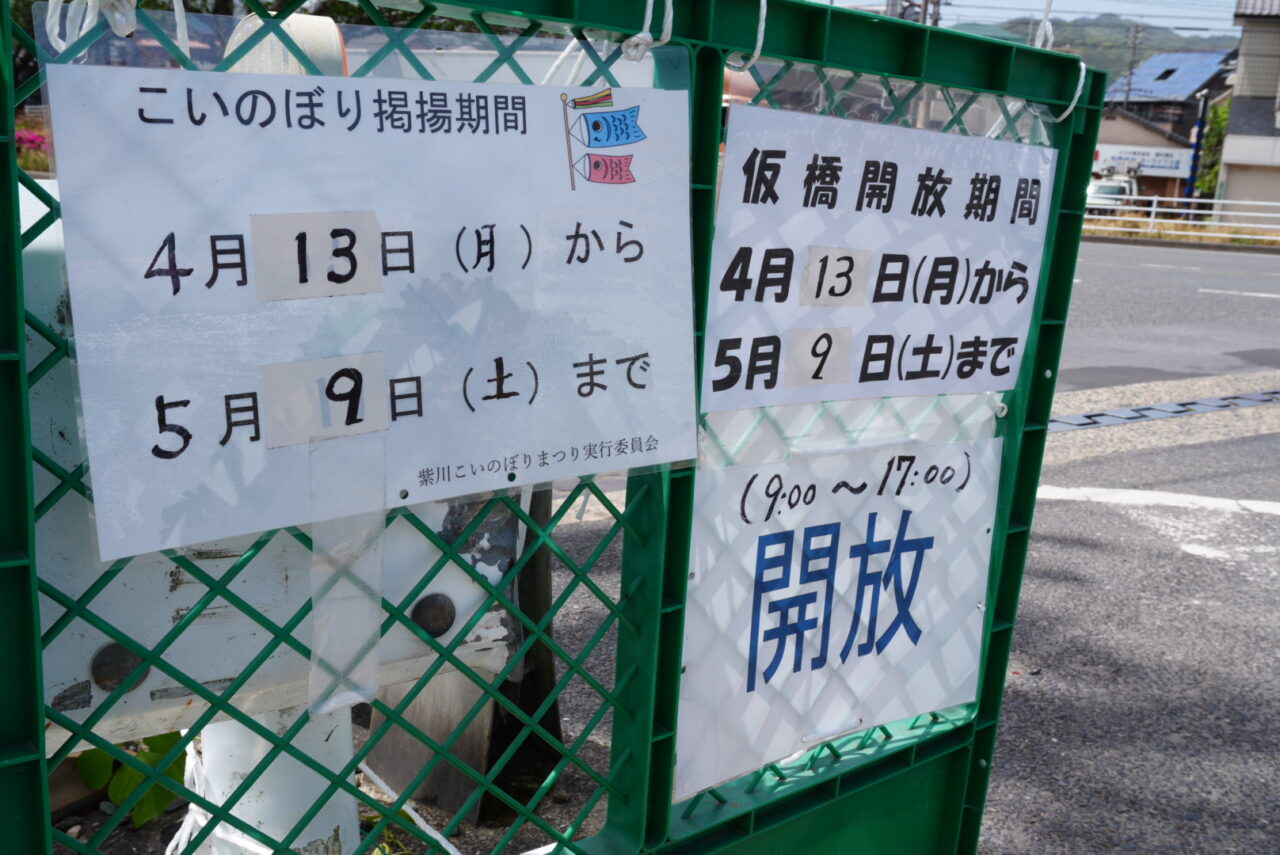 こいのぼり掲揚期間
4月 13日（月）から
5月 9日（土）まで
紫川こいのぼりまつり実行委員会
仮橋開放期間
4月 13 日(月)から
5月 9 日(土)まで
(9:00 ～ 17:00)
開放